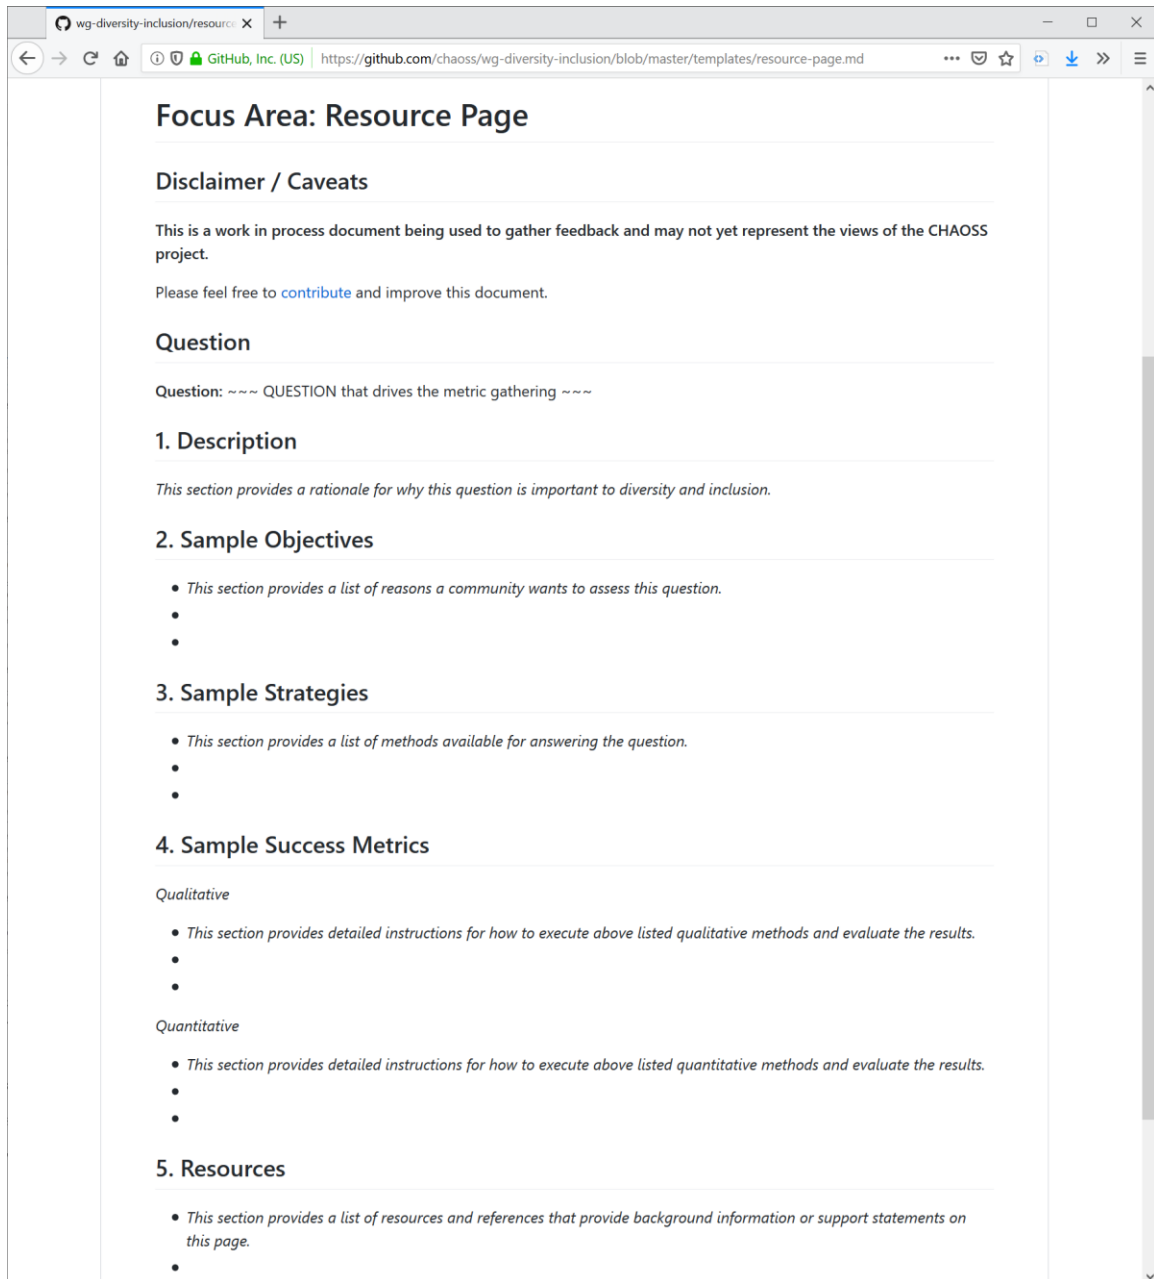 wg-diversity-inclusion/resource
GitHub, Inc. (US) https://github.com/chaoss/wg-diversity-inclusion/blob/master/templates/resource-page.md
Focus Area: Resource Page
Disclaimer / Caveats
This is a work in process document being used to gather feedback and may not yet represent the views of the CHAOSS
project.
Please feel free to contribute and improve this document.
Question
Question: ~~~ QUESTION that drives the metric gathering ~~~
1. Description
This section provides a rationale for why this question is important to diversity and inclusion.
2. Sample Objectives
• This section provides a list of reasons a community wants to assess this question.
•
•
3. Sample Strategies
• This section provides a list of methods available for answering the question.
•
•
4. Sample Success Metrics
Qualitative
• This section provides detailed instructions for how to execute above listed qualitative methods and evaluate the results.
•
•
Quantitative
• This section provides detailed instructions for how to execute above listed quantitative methods and evaluate the results.
•
•
5. Resources
• This section provides a list of resources and references that provide background information or support statements on
this page.
•